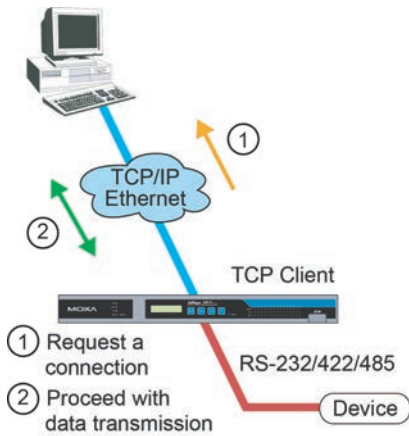 1
TCP/IP
Ethernet
2
TCP Client
MOXA
1 Request a
connection
RS-232/422/485
2 Proceed with
data transmission
Device